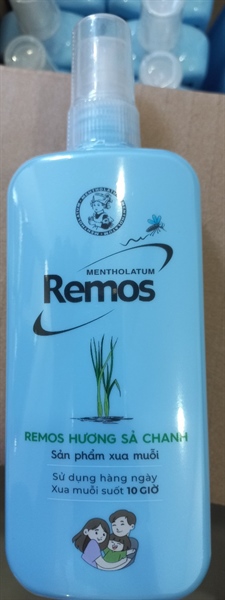 MENTHOLATUM
Remos
REMOS HƯƠNG SẢ CHANH
Sản phẩm xua muỗi
Sử dụng hàng ngày
Xua muỗi suốt 10 GIỜ